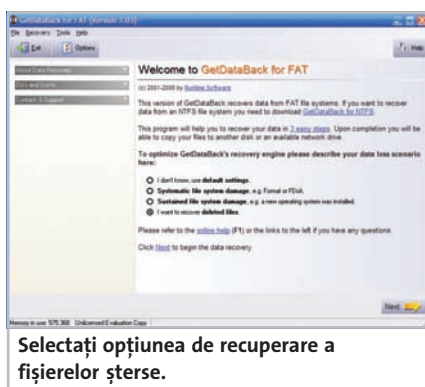 GetDataBack for FAT (Version 3.03)
File Recovery Tools Help
Exit Options Help
About Data Recovery
Welcome to GetDataBack for FAT
Contact & Support
(c) 2001-2006 by Runtime Software
This version of GetDataBack recovers data from FAT file systems. If you want to recover
data from an NTFS file system you need to download GetDataBack for NTFS.
This program will help you to recover your data in 3 easy steps. Upon completion you will be
able to copy your files to another disk or an available network drive.
To optimize GetDataBack's recovery engine please describe your data loss scenario
here:
I don't know, use default settings.
Systematic file system damage, e.g. Format or FDisk.
Sustained file system damage, e.g. a new operating system was installed.
I want to recover deleted files.
Please refer to the online help (F1) or the links to the left if you have any questions.
Click Next to begin the data recovery.
Next
Memory in use: 575 368 Unlicensed Evaluation Copy
Selectați opțiunea de recuperare a
fișierelor șterse.